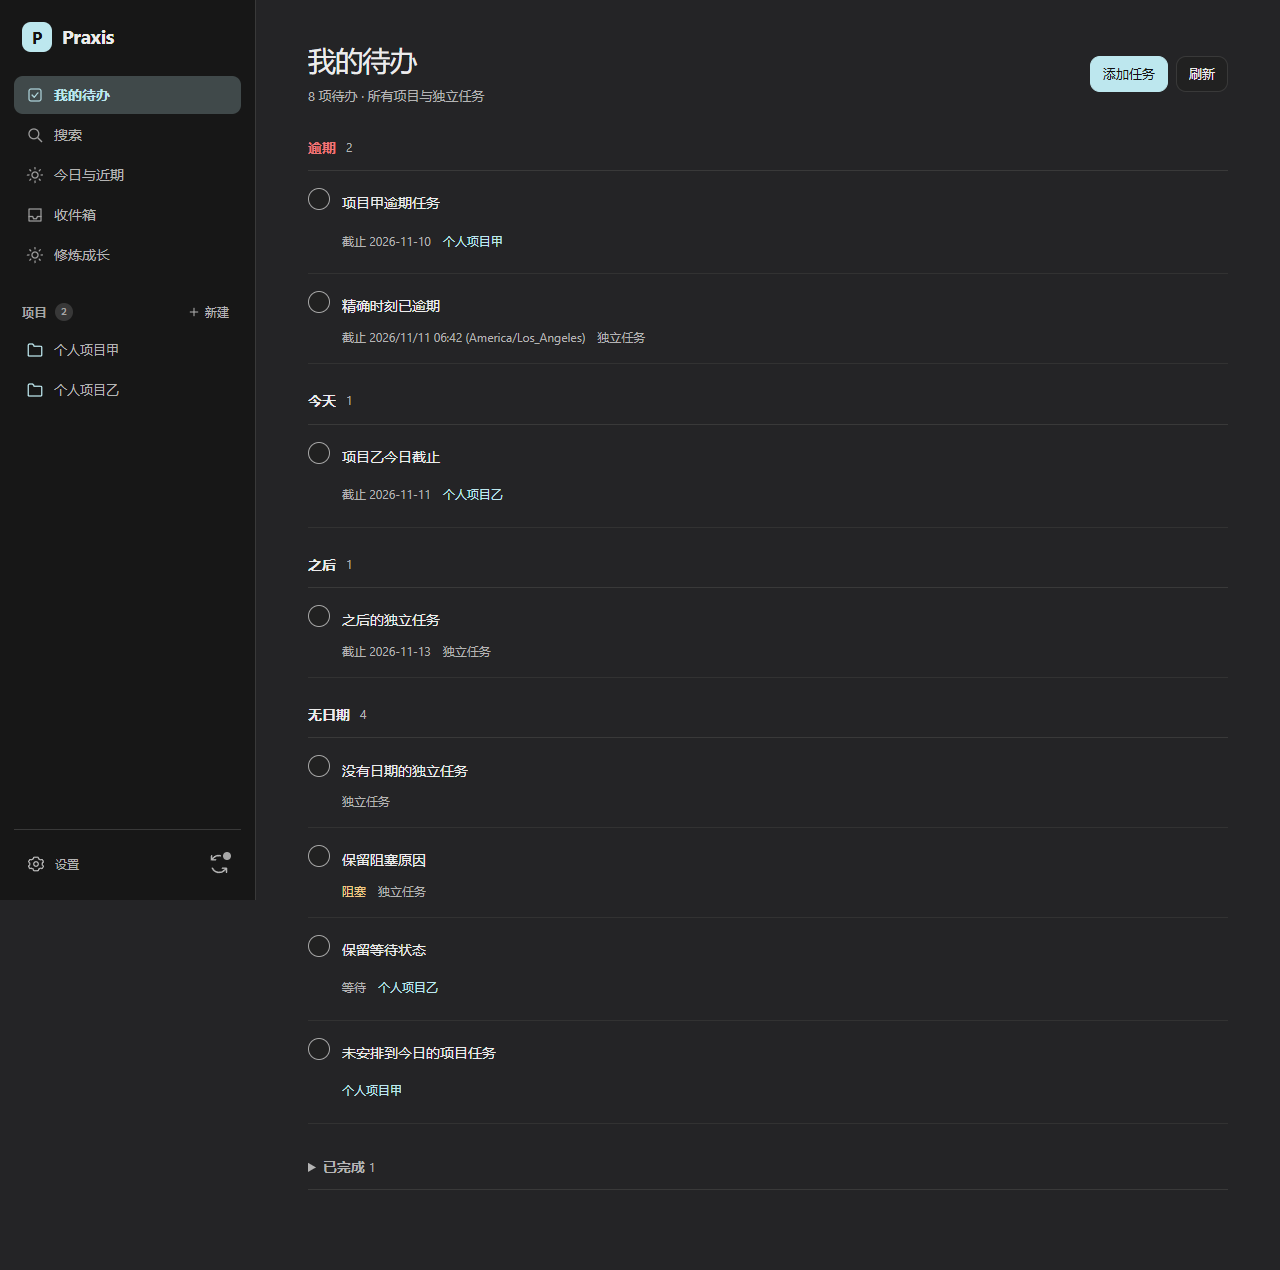 P Praxis
我的待办
搜索
今日与近期
收件箱
修炼成长
项目 2 + 新建
个人项目甲
个人项目乙
设置
我的待办
8 项待办 · 所有项目与独立任务
添加任务 刷新
逾期 2
项目甲逾期任务
截止 2026-11-10 个人项目甲
精确时刻已逾期
截止 2026/11/11 06:42 (America/Los_Angeles) 独立任务
今天 1
项目乙今日截止
截止 2026-11-11 个人项目乙
之后 1
之后的独立任务
截止 2026-11-13 独立任务
无日期 4
没有日期的独立任务
独立任务
保留阻塞原因
阻塞 独立任务
保留等待状态
等待 个人项目乙
未安排到今日的项目任务
个人项目甲
已完成 1